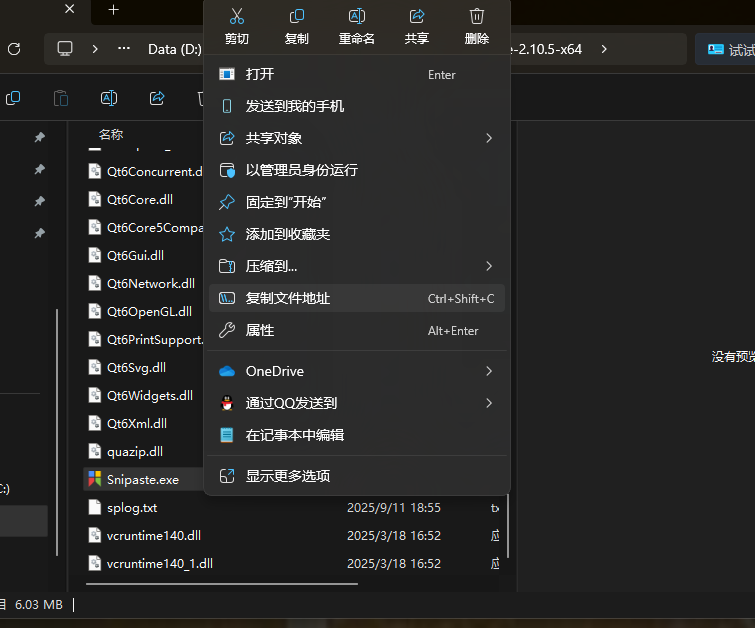 剪切
复制
重命名
共享
删除
Data (D:)
e-2.10.5-x64
试试
打开 Enter
发送到我的手机
共享对象
以管理员身份运行
固定到"开始"
添加到收藏夹
压缩到...
复制文件地址 Ctrl+Shift+C
属性 Alt+Enter
OneDrive
通过QQ发送到
在记事本中编辑
显示更多选项
名称
Qt6Concurrent.d
Qt6Core.dll
Qt6Core5Compa
Qt6Gui.dll
Qt6Network.dll
Qt6OpenGL.dll
Qt6PrintSupport.
Qt6Svg.dll
Qt6Widgets.dll
Qt6Xml.dll
quazip.dll
Snipaste.exe
splog.txt 2025/9/11 18:55 tx
vcruntime140.dll 2025/3/18 16:52 应
vcruntime140_1.dll 2025/3/18 16:52 应
没有预览
C:)
目 6.03 MB